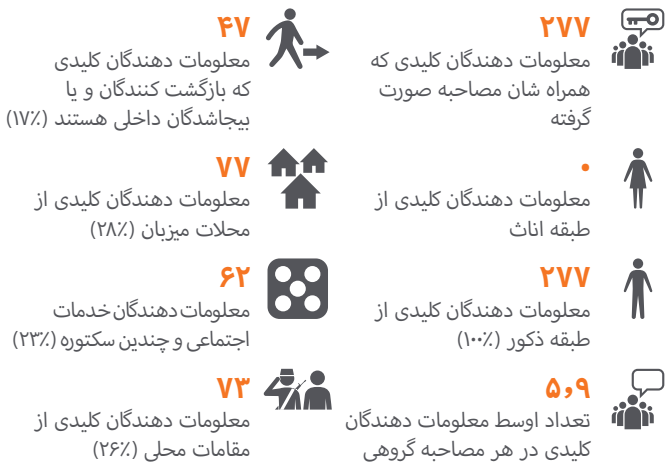 ۲۷۷
معلومات دهندگان کلیدی که
همراه شان مصاحبه صورت
گرفته
۰
معلومات دهندگان کلیدی از
طبقه اناث
۲۷۷
معلومات دهندگان کلیدی از
طبقه ذکور (۱۰۰٪)
۵,۹
تعداد اوسط معلومات دهندگان
کلیدی در هر مصاحبه گروهی
۴۷
معلومات دهندگان کلیدی
که بازگشت کنندگان و یا
بیجاشدگان داخلی هستند (۱۷٪)
۷۷
معلومات دهندگان کلیدی از
محلات میزبان (۲۸٪)
۶۲
معلومات دهندگان خدمات
اجتماعی و چندین سکتوره (۲۳٪)
۷۳
معلومات دهندگان کلیدی از
مقامات محلی (۲۶٪)